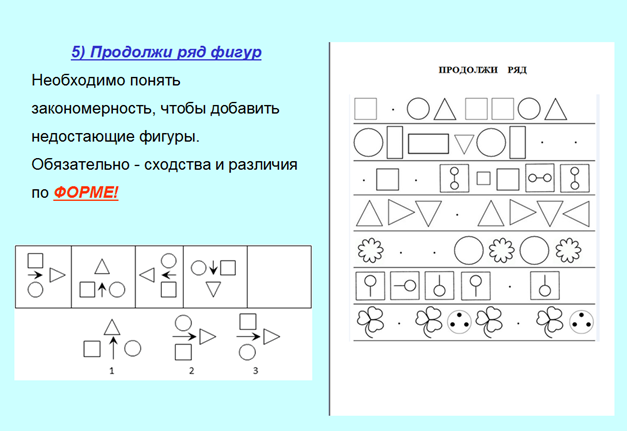 5) Продолжи ряд фигур
Необходимо понять
закономерность, чтобы добавить
недостающие фигуры.
Обязательно - сходства и различия
по ФОРМЕ!
1 2 3
ПРОДОЛЖИ РЯД